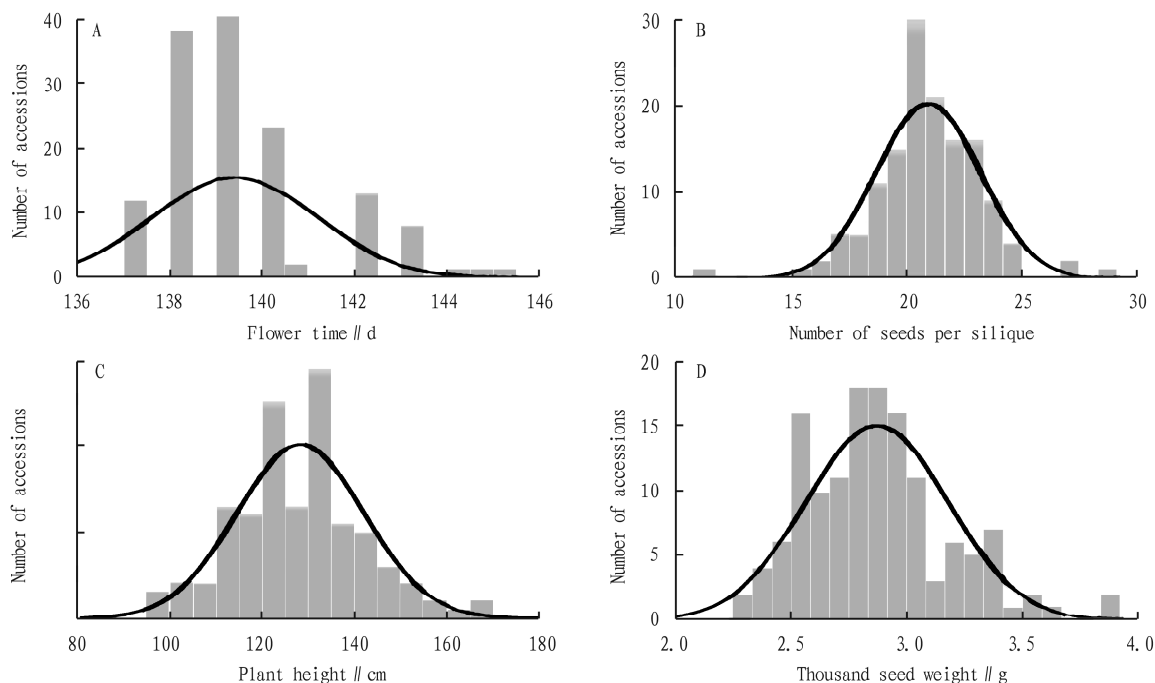 A
Number of accessions
40
30
20
10
0
136 138 140 142 144 146
Flower time∥d
B
Number of accessions
30
20
10
0
10 15 20 25 30
Number of seeds per silique
C
Number of accessions
80 100 120 140 160 180
Plant height∥cm
D
Number of accessions
20
15
10
5
0
2.0 2.5 3.0 3.5 4.0
Thousand seed weight∥g